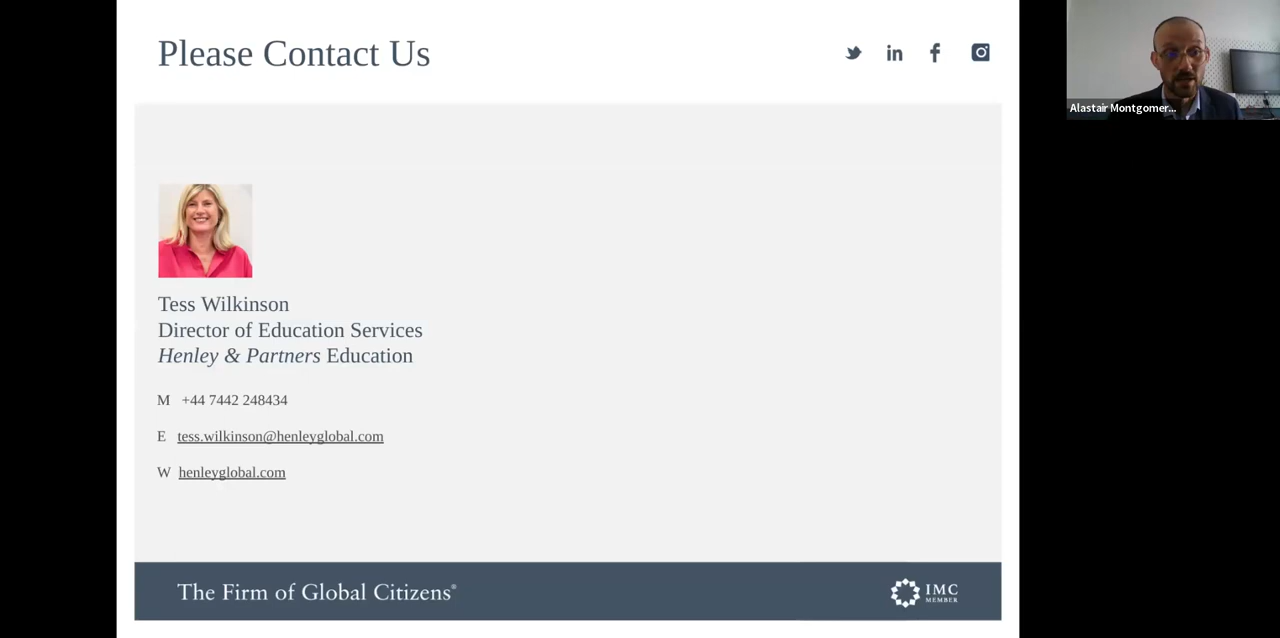 Please Contact Us
Alastair Montgomer...
Tess Wilkinson
Director of Education Services
Henley & Partners Education
M +44 7442 248434
E tess.wilkinson@henleyglobal.com
W henleyglobal.com
The Firm of Global Citizens®
IMC
MEMBER